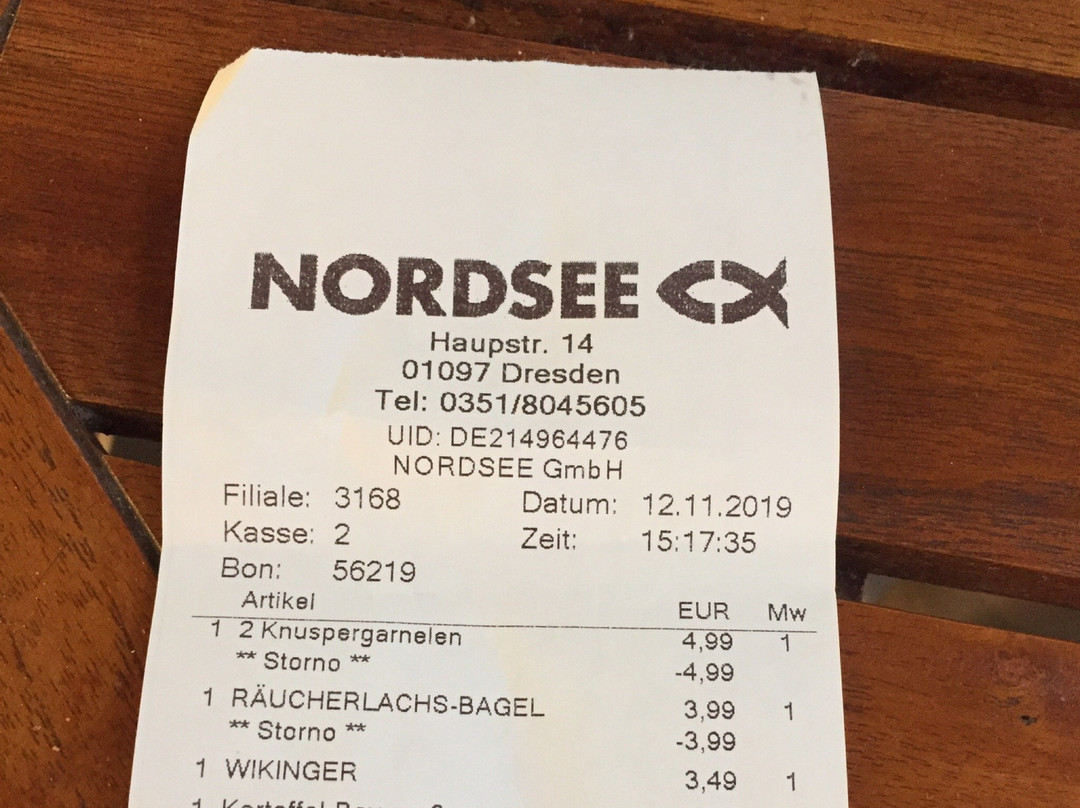 NORDSEE
Haupstr. 14
01097 Dresden
Tel: 0351/8045605
UID: DE214964476
NORDSEE GmbH
Filiale: 3168 Datum: 12.11.2019
Kasse: 2 Zeit: 15:17:35
Bon: 56219
Artikel EUR Mw
1 2 Knuspergarnelen 4,99 1
** Storno ** -4,99
1 RÄUCHERLACHS-BAGEL 3,99 1
** Storno ** -3,99
1 WIKINGER 3,49 1